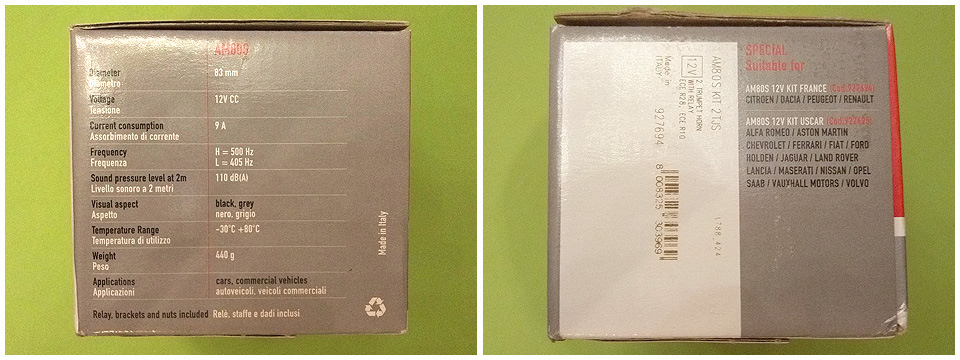 AM80S
Diameter
Diametro
83 mm
Voltage
Tensione
12V CC
Current consumption
Assorbimento di corrente
9 A
Frequency
Frequenza
H = 500 Hz
L = 405 Hz
Sound pressure level at 2m
Livello sonoro a 2 metri
110 dB(A)
Visual aspect
Aspetto
black, grey
nero, grigio
Temperature Range
Temperatura di utilizzo
-30°C +80°C
Weight
Peso
440 g
Applications
Applicazioni
cars, commercial vehicles
autoveicoli, veicoli commerciali
Relay, brackets and nuts included Relè, staffe e dadi inclusi
Made in Italy
AM80S KIT 2TJS
12V
2 TRUMPET HORN
WITH RELAY
ECE R28, ECE R10
Made in
ITALY
927694
8 008325 303969
1788_424
SPECIAL
Suitable for
AM80S 12V KIT FRANCE
CITROEN / DACIA / PEUGEOT / RENAULT
AM80S 12V KIT USCAR
ALFA ROMEO / ASTON MARTIN
CHEVROLET / FERRARI / FIAT / FORD
HOLDEN / JAGUAR / LAND ROVER
LANCIA / MASERATI / NISSAN / OPEL
SAAB / VAUXHALL MOTORS / VOLVO